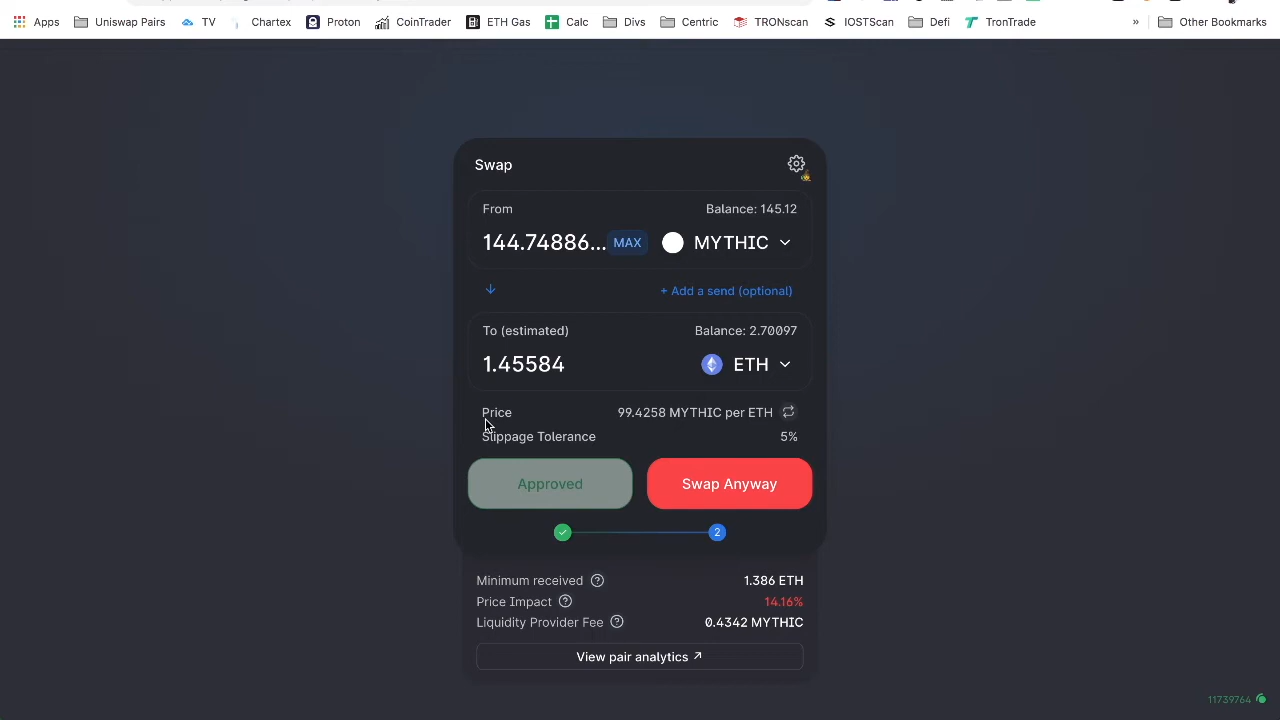 Apps Uniswap Pairs TV Chartex Proton CoinTrader ETH Gas Calc Divs Centric TRONscan IOSTScan Defi TronTrade » Other Bookmarks
Swap
From Balance: 145.12
144.74886... MAX MYTHIC
+ Add a send (optional)
To (estimated) Balance: 2.70097
1.45584 ETH
Price 99.4258 MYTHIC per ETH
Slippage Tolerance 5%
Approved Swap Anyway
2
Minimum received ? 1.386 ETH
Price Impact ? 14.16%
Liquidity Provider Fee ? 0.4342 MYTHIC
View pair analytics ↗
11739764